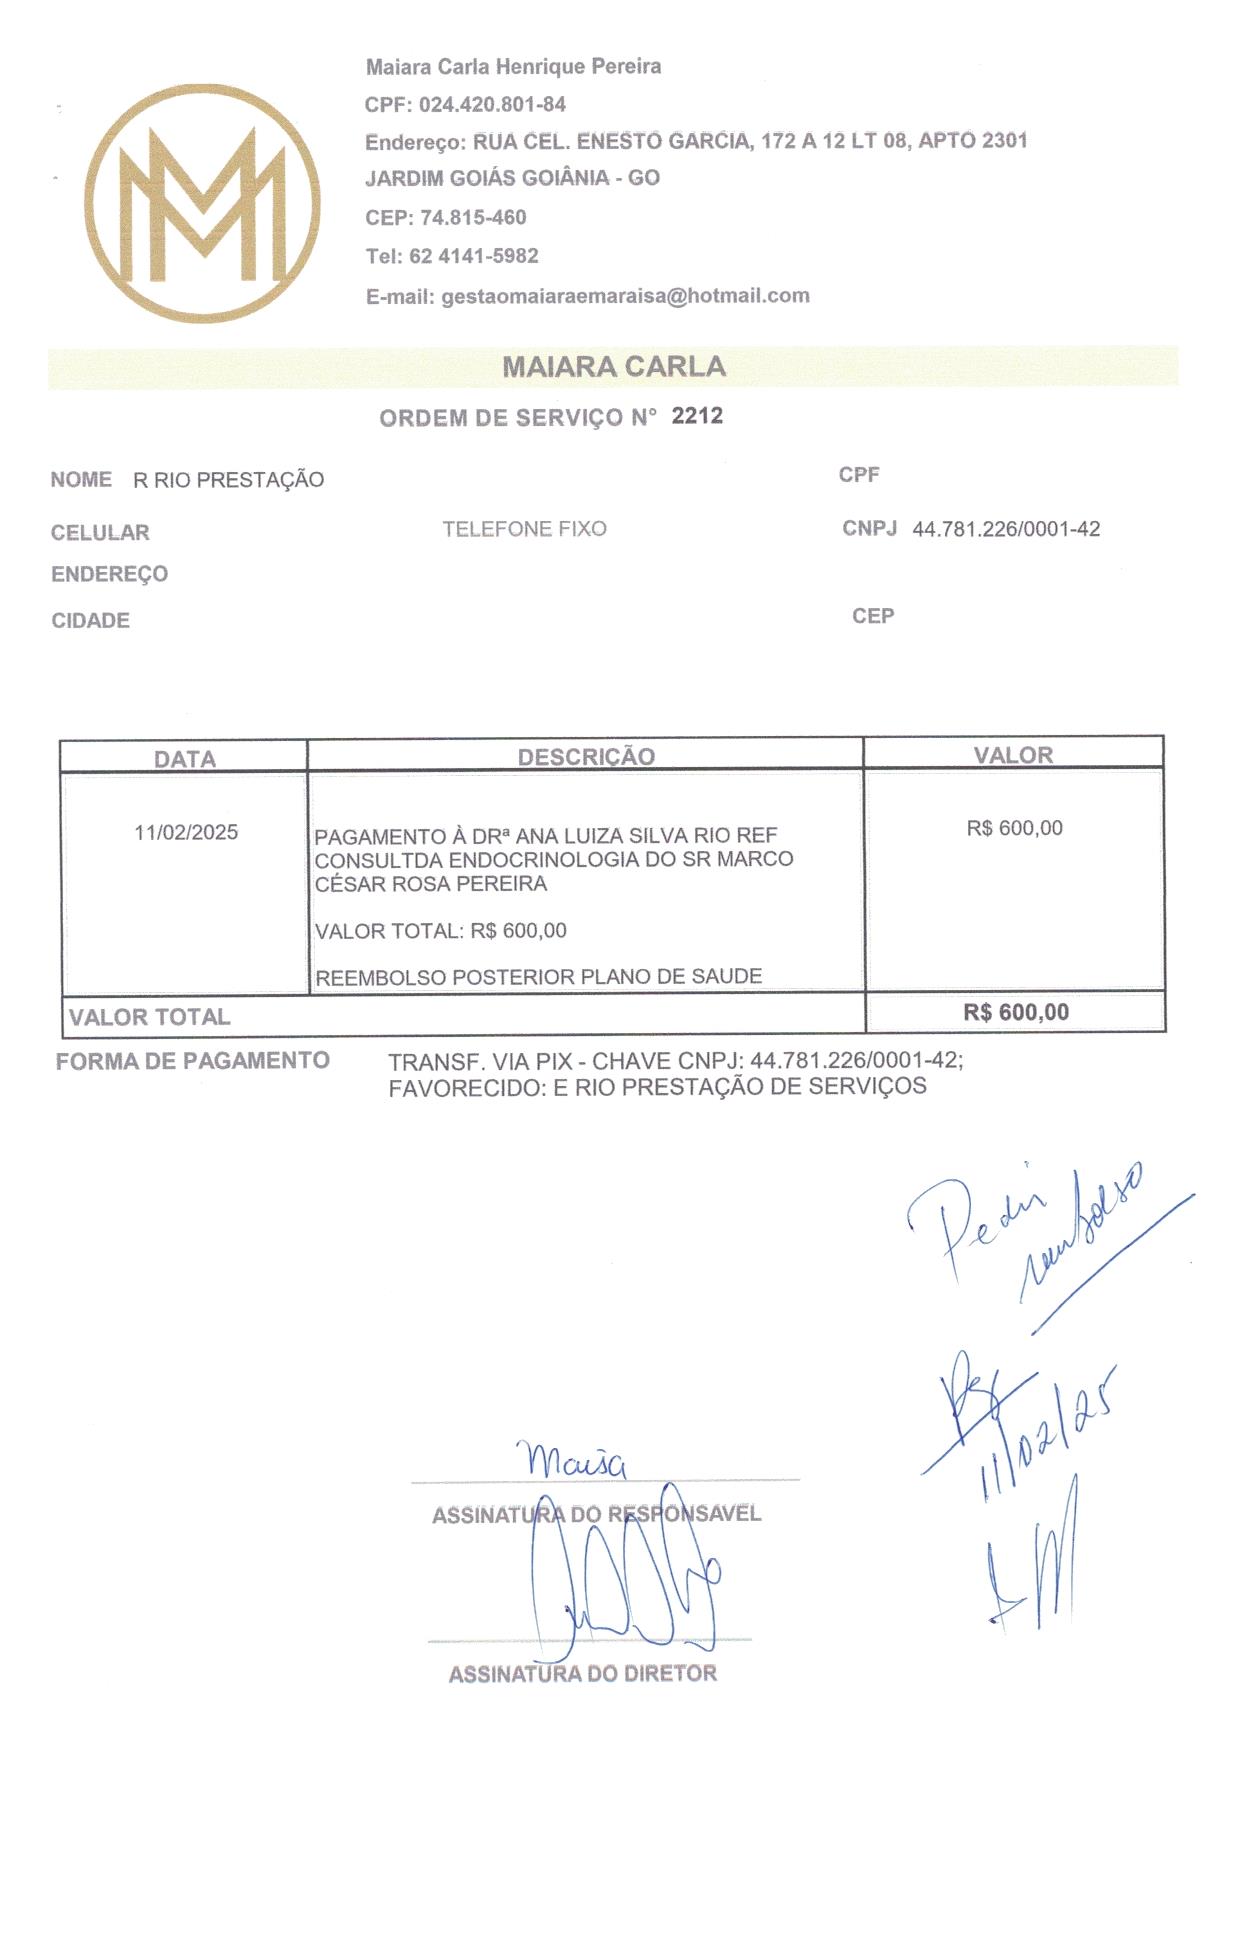 Maiara Carla Henrique Pereira
CPF: 024.420.801-84
Endereço: RUA CEL. ENESTO GARCIA, 172 A 12 LT 08, APTO 2301
JARDIM GOIÁS GOIÂNIA - GO
CEP: 74.815-460
Tel: 62 4141-5982
E-mail: gestaomaiaraemaraisa@hotmail.com
MM
MAIARA CARLA
ORDEM DE SERVIÇO N° 2212
NOME R RIO PRESTAÇÃO CPF
CELULAR TELEFONE FIXO CNPJ 44.781.226/0001-42
ENDEREÇO
CIDADE CEP
DATA DESCRIÇÃO VALOR
11/02/2025 PAGAMENTO À DRª ANA LUIZA SILVA RIO REF R$ 600,00
CONSULTDA ENDOCRINOLOGIA DO SR MARCO
CÉSAR ROSA PEREIRA
VALOR TOTAL: R$ 600,00
REEMBOLSO POSTERIOR PLANO DE SAUDE
VALOR TOTAL R$ 600,00
FORMA DE PAGAMENTO TRANSF. VIA PIX - CHAVE CNPJ: 44.781.226/0001-42;
FAVORECIDO: E RIO PRESTAÇÃO DE SERVIÇOS
Pedir
reembolso
11/02/25
Maisa
ASSINATURA DO RESPONSAVEL
ASSINATURA DO DIRETOR